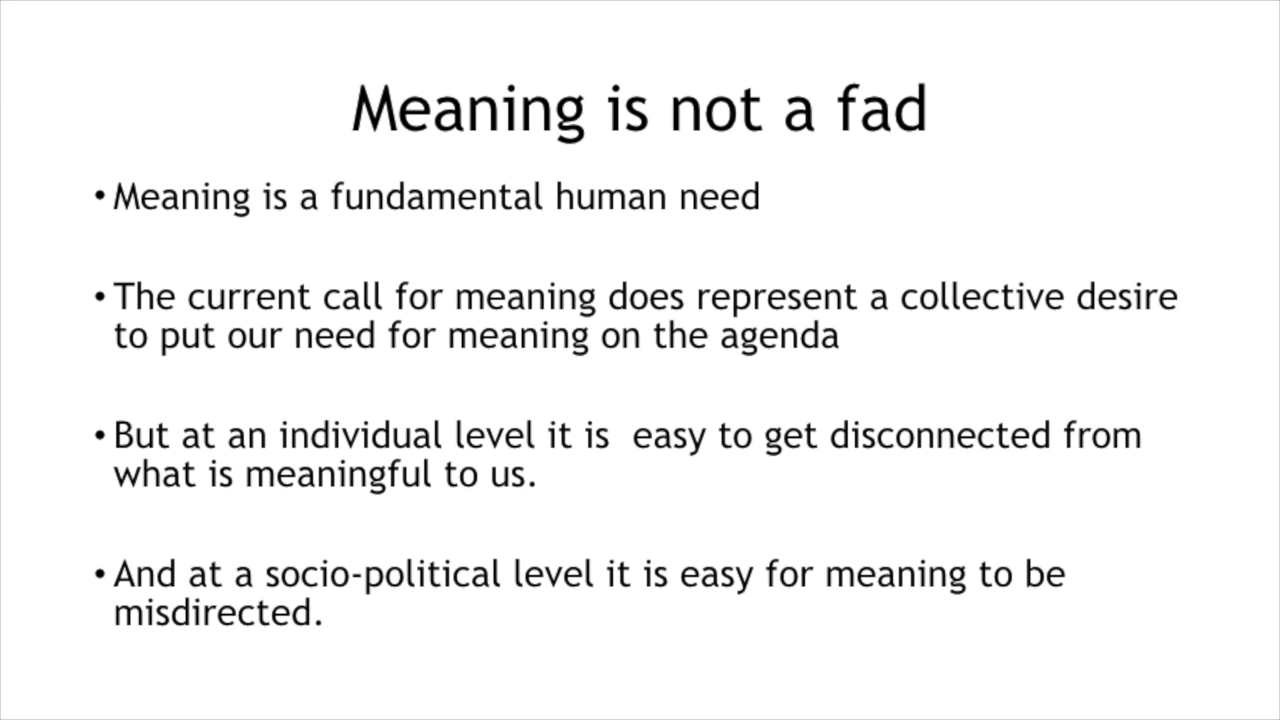 Meaning is not a fad
• Meaning is a fundamental human need
• The current call for meaning does represent a collective desire
to put our need for meaning on the agenda
• But at an individual level it is  easy to get disconnected from
what is meaningful to us.
• And at a socio-political level it is easy for meaning to be
misdirected.